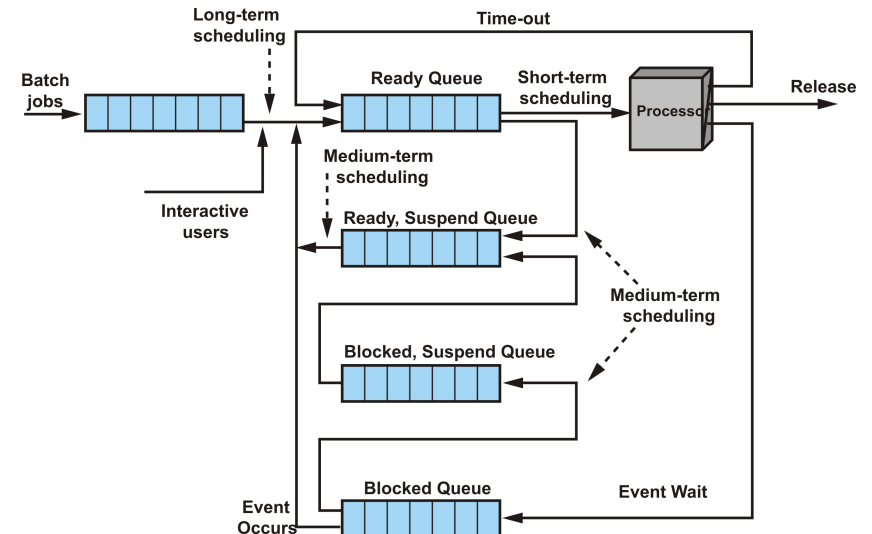 Long-term
scheduling
Time-out
Batch
jobs
Ready Queue
Short-term
scheduling
Release
Processor
Medium-term
scheduling
Interactive
users
Ready, Suspend Queue
Medium-term
scheduling
Blocked, Suspend Queue
Blocked Queue
Event Wait
Event
Occurs